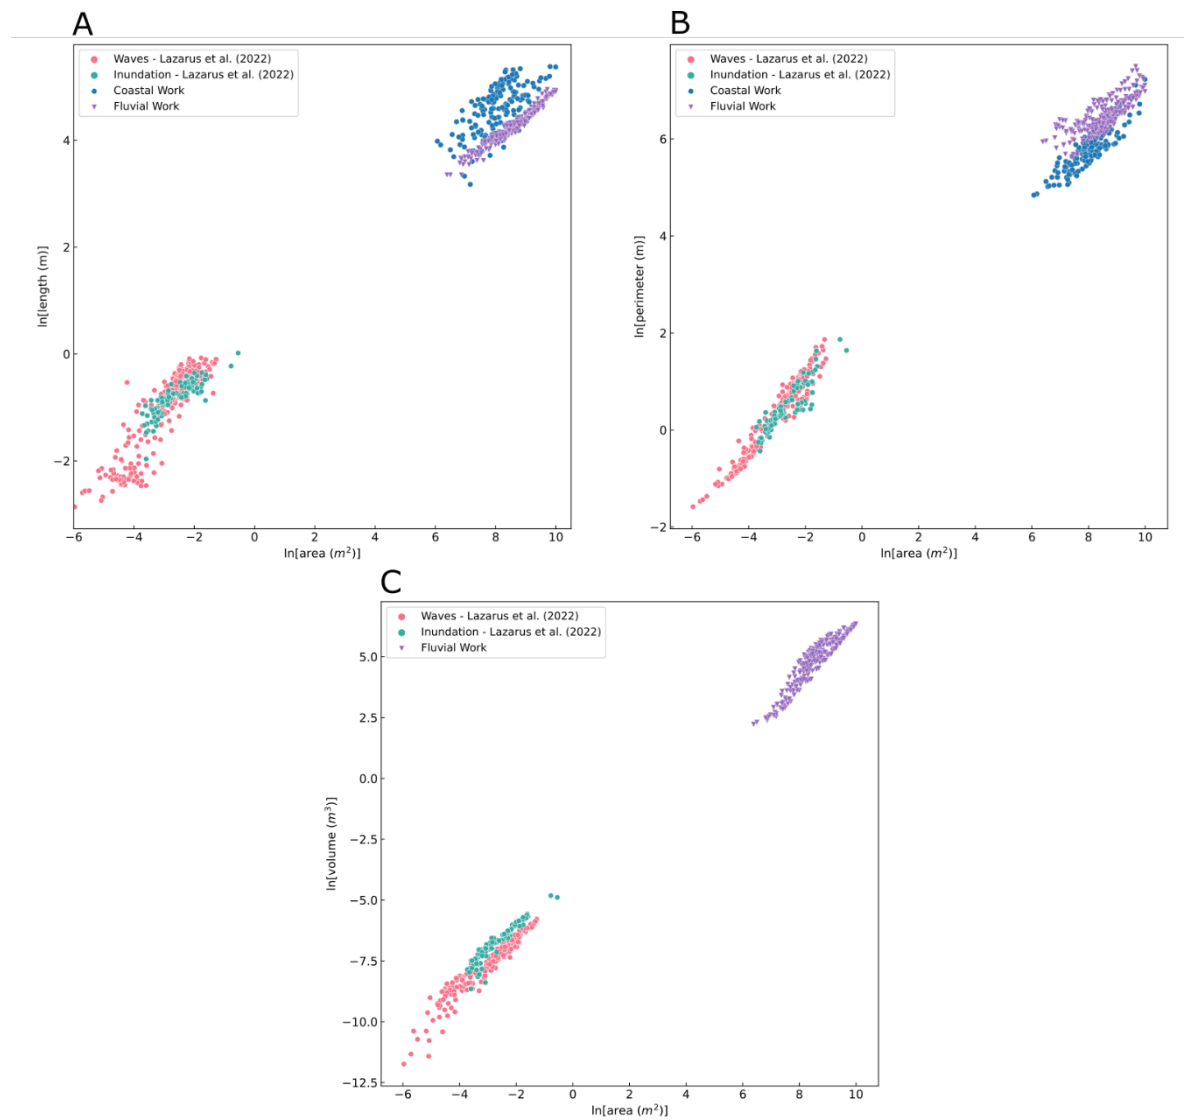 A
Waves - Lazarus et al. (2022)
Inundation - Lazarus et al. (2022)
Coastal Work
Fluvial Work
4
2
0
−2
ln[length (m)]
−6 −4 −2 0 2 4 6 8 10
ln[area (m²)]
B
Waves - Lazarus et al. (2022)
Inundation - Lazarus et al. (2022)
Coastal Work
Fluvial Work
6
4
2
0
−2
ln[perimeter (m)]
−6 −4 −2 0 2 4 6 8 10
ln[area (m²)]
C
Waves - Lazarus et al. (2022)
Inundation - Lazarus et al. (2022)
Fluvial Work
5.0
2.5
0.0
−2.5
−5.0
−7.5
−10.0
−12.5
ln[volume (m³)]
−6 −4 −2 0 2 4 6 8 10
ln[area (m²)]